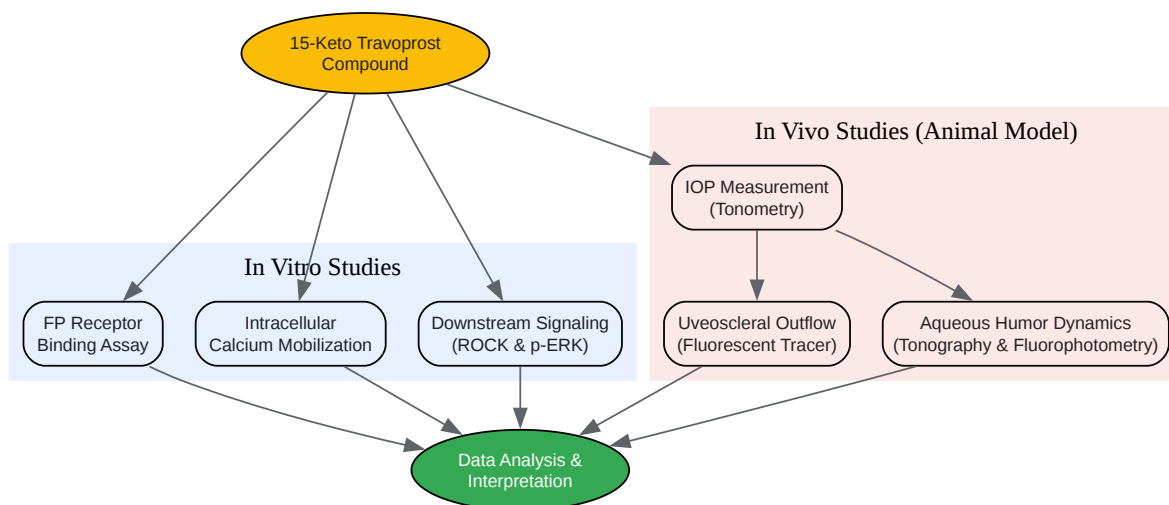 15-Keto Travoprost
Compound
In Vivo Studies (Animal Model)
IOP Measurement
(Tonometry)
In Vitro Studies
FP Receptor
Binding Assay
Intracellular
Calcium Mobilization
Downstream Signaling
(ROCK & p-ERK)
Uveoscleral Outflow
(Fluorescent Tracer)
Aqueous Humor Dynamics
(Tonography & Fluorophotometry)
Data Analysis &
Interpretation